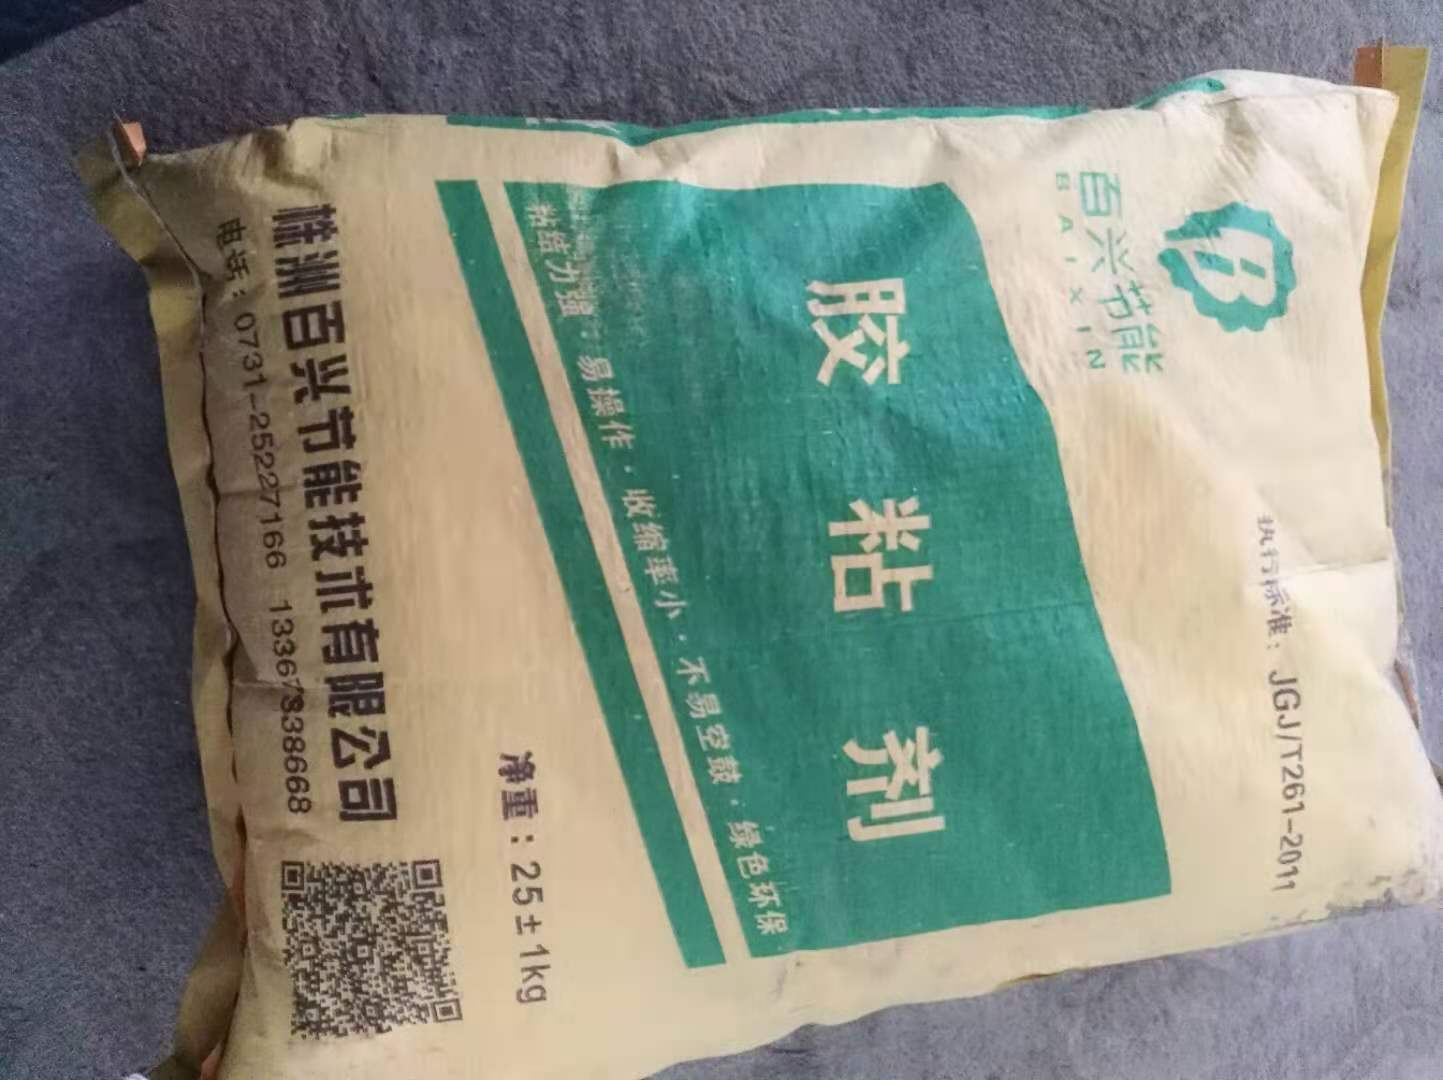 百兴节能
BAIXIN
执行标准：JGJ/T261-2011
胶粘剂
粘结力强·易操作·收缩率小·不易空鼓·绿色环保
净重：25±1kg
株洲百兴节能技术有限公司
电话：0731-25227166 13367338668